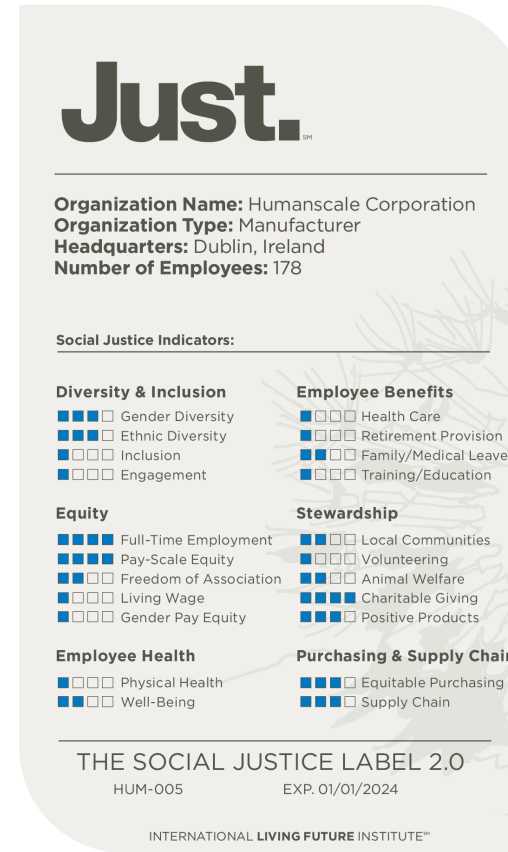 Just.
SM
Organization Name: Humanscale Corporation
Organization Type: Manufacturer
Headquarters: Dublin, Ireland
Number of Employees: 178
Social Justice Indicators:
Diversity & Inclusion
Gender Diversity
Ethnic Diversity
Inclusion
Engagement
Equity
Full-Time Employment
Pay-Scale Equity
Freedom of Association
Living Wage
Gender Pay Equity
Employee Health
Physical Health
Well-Being
Employee Benefits
Health Care
Retirement Provision
Family/Medical Leave
Training/Education
Stewardship
Local Communities
Volunteering
Animal Welfare
Charitable Giving
Positive Products
Purchasing & Supply Chain
Equitable Purchasing
Supply Chain
THE SOCIAL JUSTICE LABEL 2.0
HUM-005 EXP. 01/01/2024
INTERNATIONAL LIVING FUTURE INSTITUTE℠